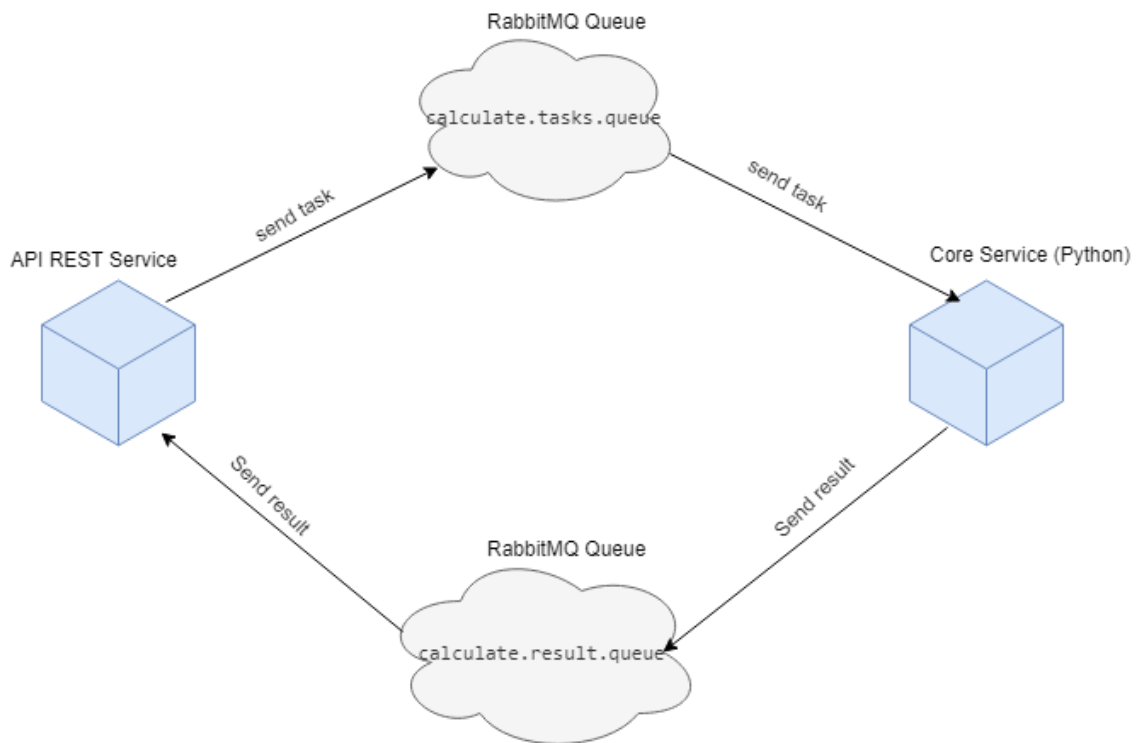 RabbitMQ Queue
calculate.tasks.queue
send task
send task
API REST Service
Core Service (Python)
Send result
Send result
RabbitMQ Queue
calculate.result.queue